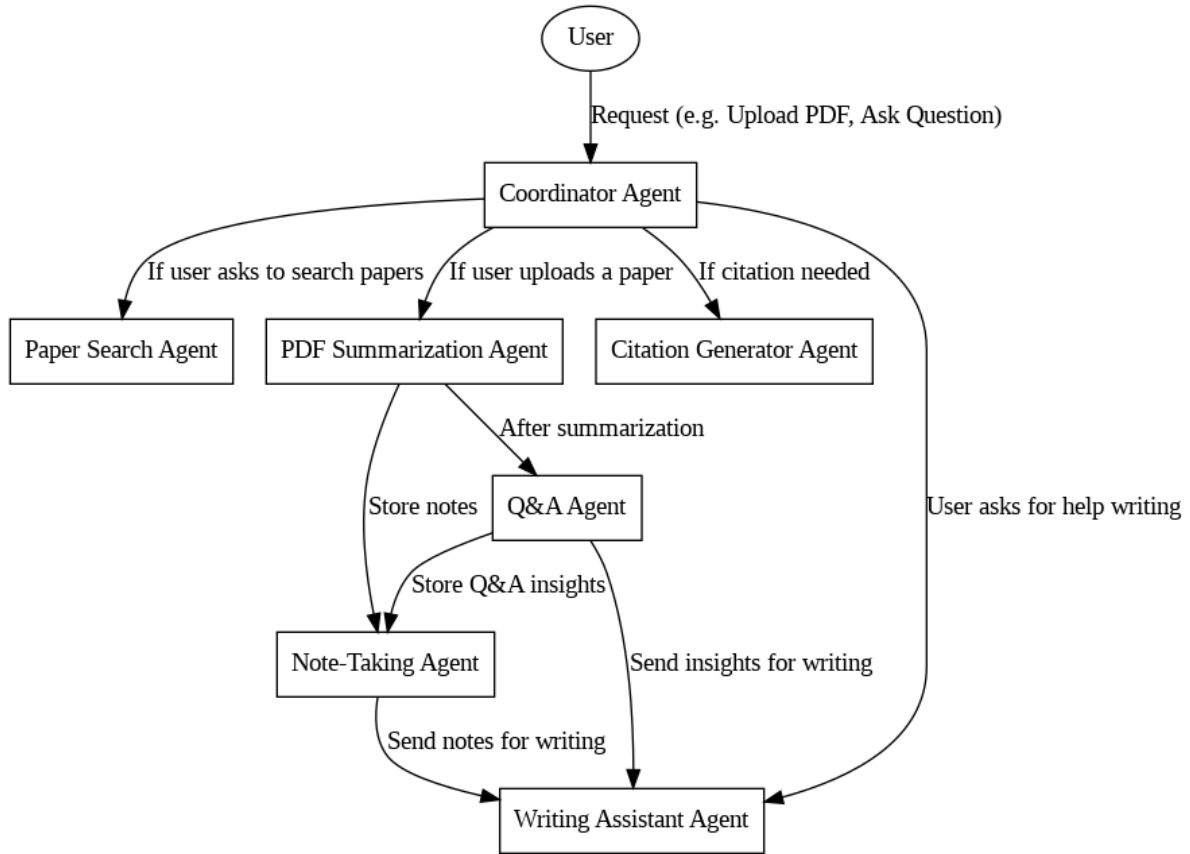 User
Request (e.g. Upload PDF, Ask Question)
Coordinator Agent
If user asks to search papers
If user uploads a paper
If citation needed
Paper Search Agent
PDF Summarization Agent
Citation Generator Agent
After summarization
Store notes
Q&A Agent
User asks for help writing
Store Q&A insights
Note-Taking Agent
Send insights for writing
Send notes for writing
Writing Assistant Agent